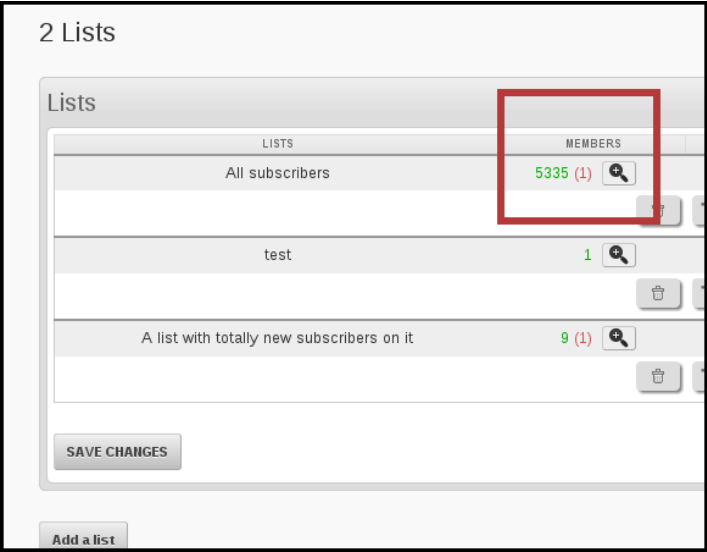 2 Lists
Lists
LISTS MEMBERS
All subscribers 5335 (1)
test 1
A list with totally new subscribers on it 9 (1)
SAVE CHANGES
Add a list